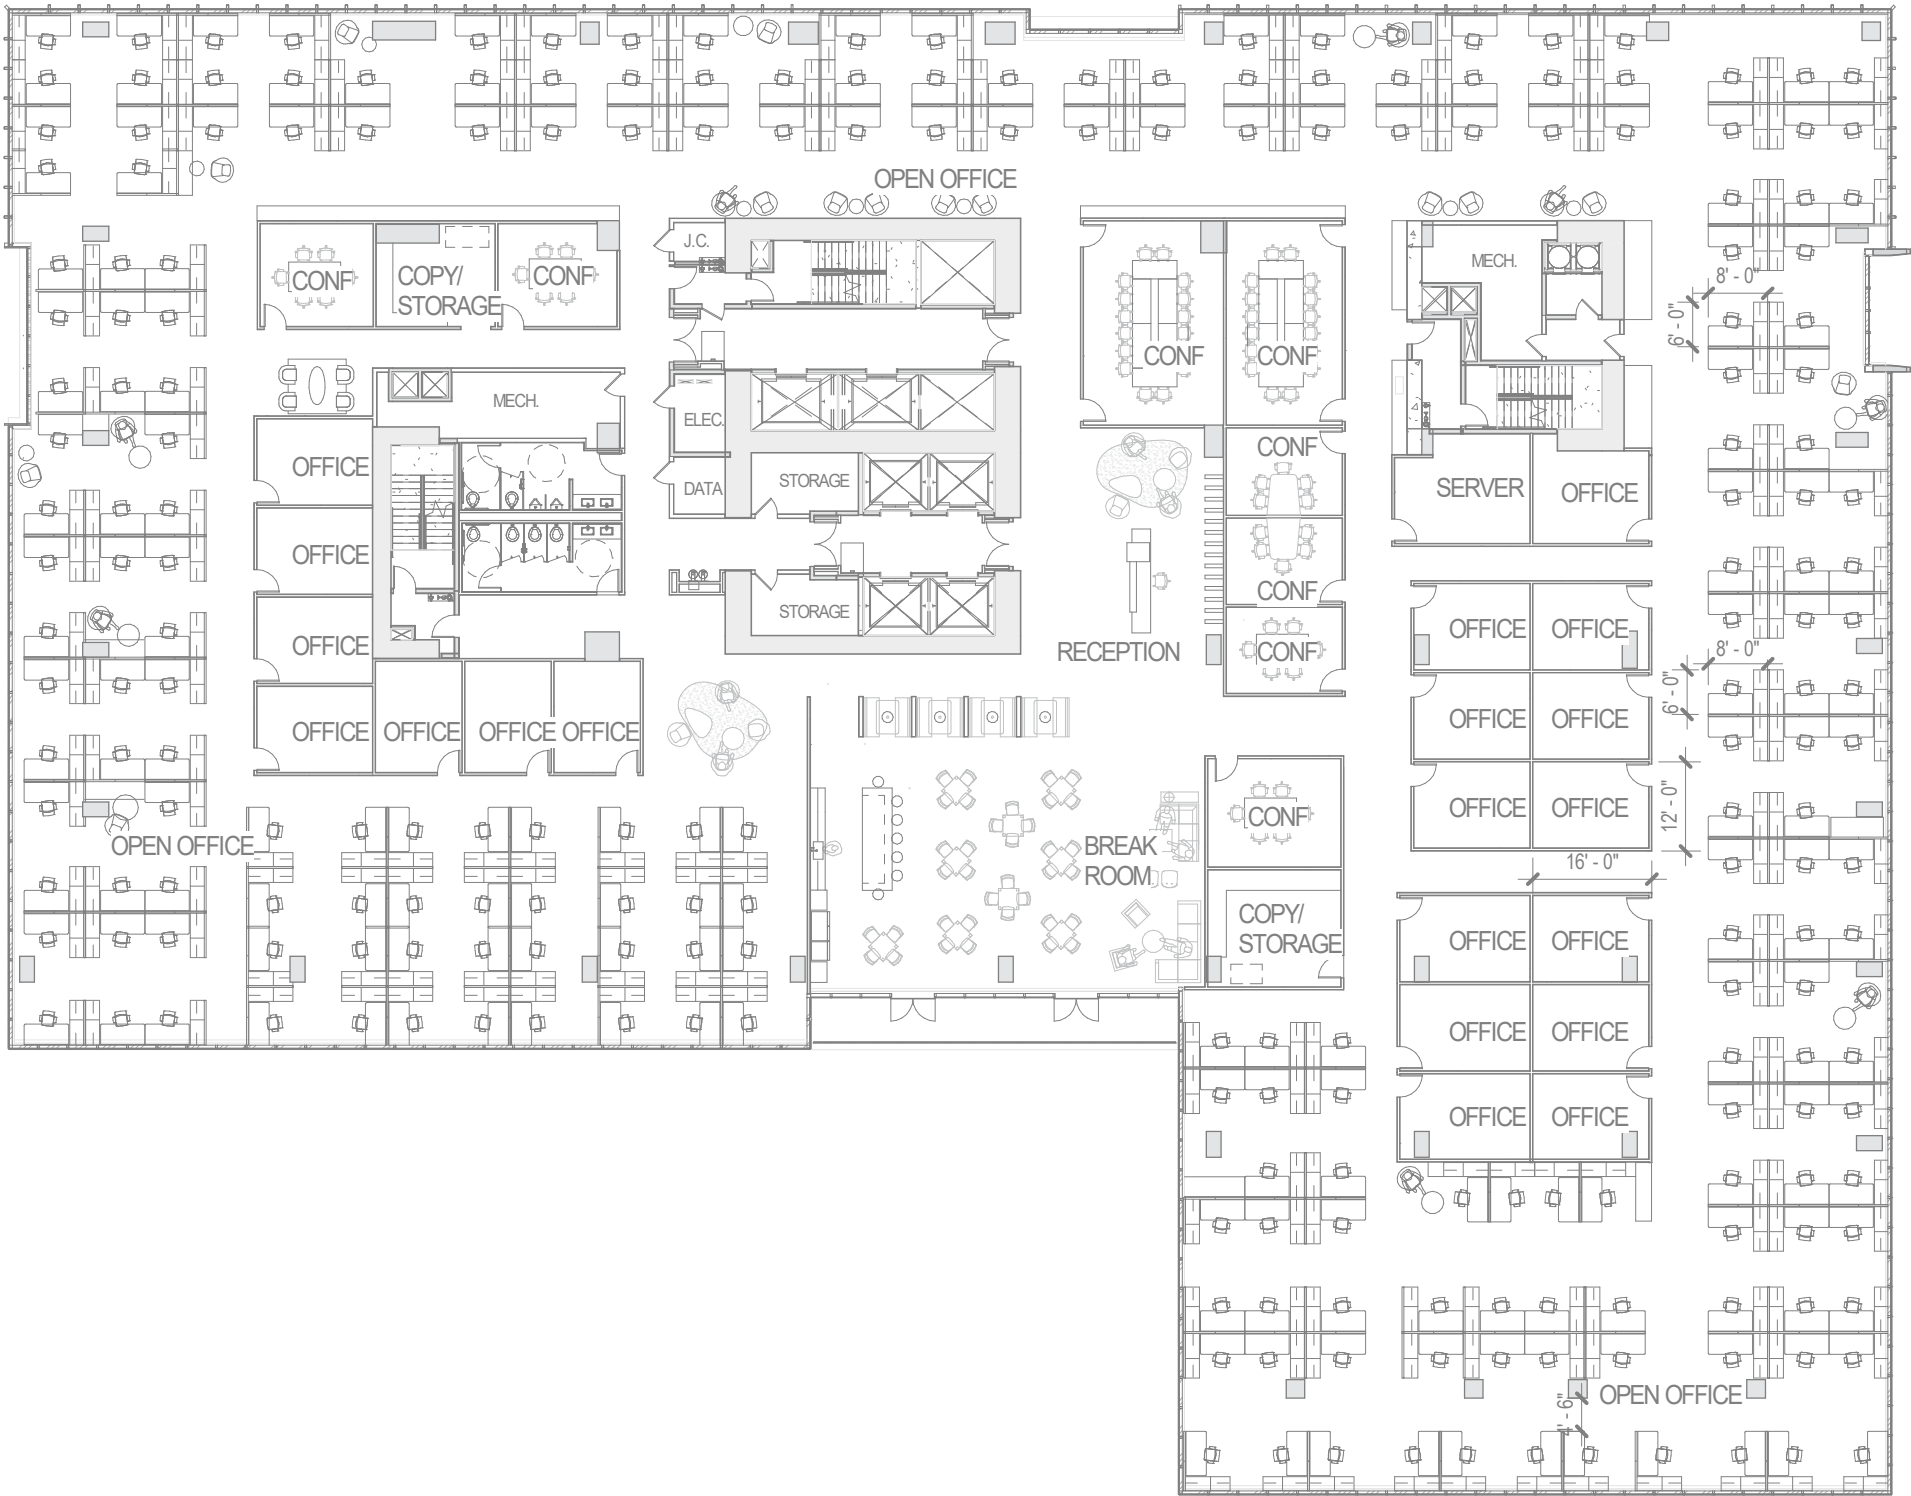 OPEN OFFICE
J.C.
CONF
COPY/
STORAGE
CONF
MECH.
8' - 0"
6' - 0"
CONF
CONF
MECH.
ELEC.
OFFICE
CONF
DATA
STORAGE
SERVER
OFFICE
OFFICE
CONF
STORAGE
OFFICE
OFFICE
OFFICE
RECEPTION
CONF
8' - 0"
6' - 0"
OFFICE
OFFICE
OFFICE
OFFICE
OFFICE
OFFICE
OFFICE
OFFICE
12' - 0"
CONF
OPEN OFFICE
BREAK
ROOM
16' - 0"
COPY/
STORAGE
OFFICE
OFFICE
OFFICE
OFFICE
OFFICE
OFFICE
OPEN OFFICE
4' - 6"